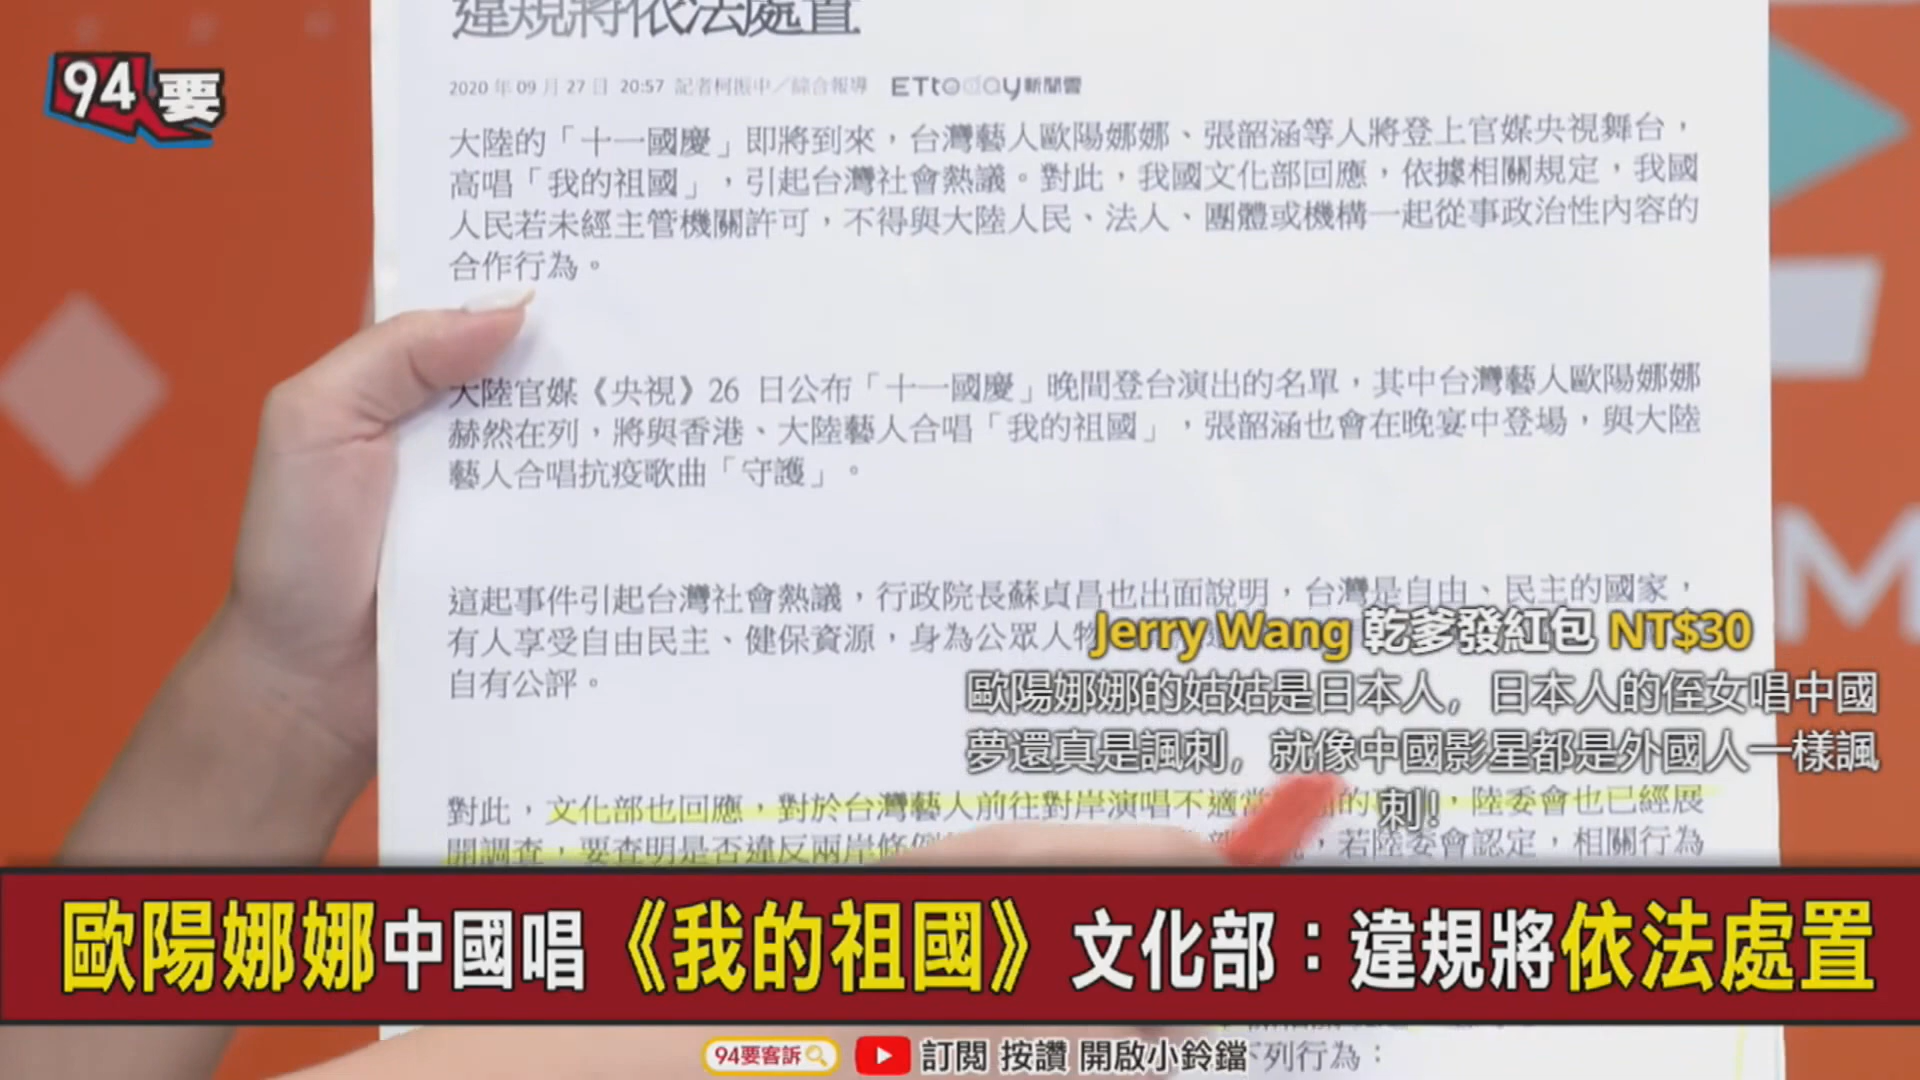 違規將依法處置
94要
2020 年 09 月 27 日 20:57 記者柯振中／綜合報導 ETtoday新聞雲
大陸的「十一國慶」即將到來，台灣藝人歐陽娜娜、張韶涵等人將登上官媒央視舞台，
高唱「我的祖國」，引起台灣社會熱議。對此，我國文化部回應，依據相關規定，我國
人民若未經主管機關許可，不得與大陸人民、法人、團體或機構一起從事政治性內容的
合作行為。
大陸官媒《央視》26 日公布「十一國慶」晚間登台演出的名單，其中台灣藝人歐陽娜娜
赫然在列，將與香港、大陸藝人合唱「我的祖國」，張韶涵也會在晚宴中登場，與大陸
藝人合唱抗疫歌曲「守護」。
這起事件引起台灣社會熱議，行政院長蘇貞昌也出面說明，台灣是自由、民主的國家，
有人享受自由民主、健保資源，身為公眾人物
自有公評。
Jerry Wang 乾爹發紅包 NT$30
歐陽娜娜的姑姑是日本人，日本人的侄女唱中國
夢還真是諷刺，就像中國影星都是外國人一樣諷
刺!
對此，文化部也回應，對於台灣藝人前往對岸演唱不適當 的 ，陸委會也已經展
開調查，要查明是否違反兩岸條例 ，若陸委會認定，相關行為
歐陽娜娜中國唱《我的祖國》文化部：違規將依法處置
下列行為：
94要客訴 訂閱 按讚 開啟小鈴鐺